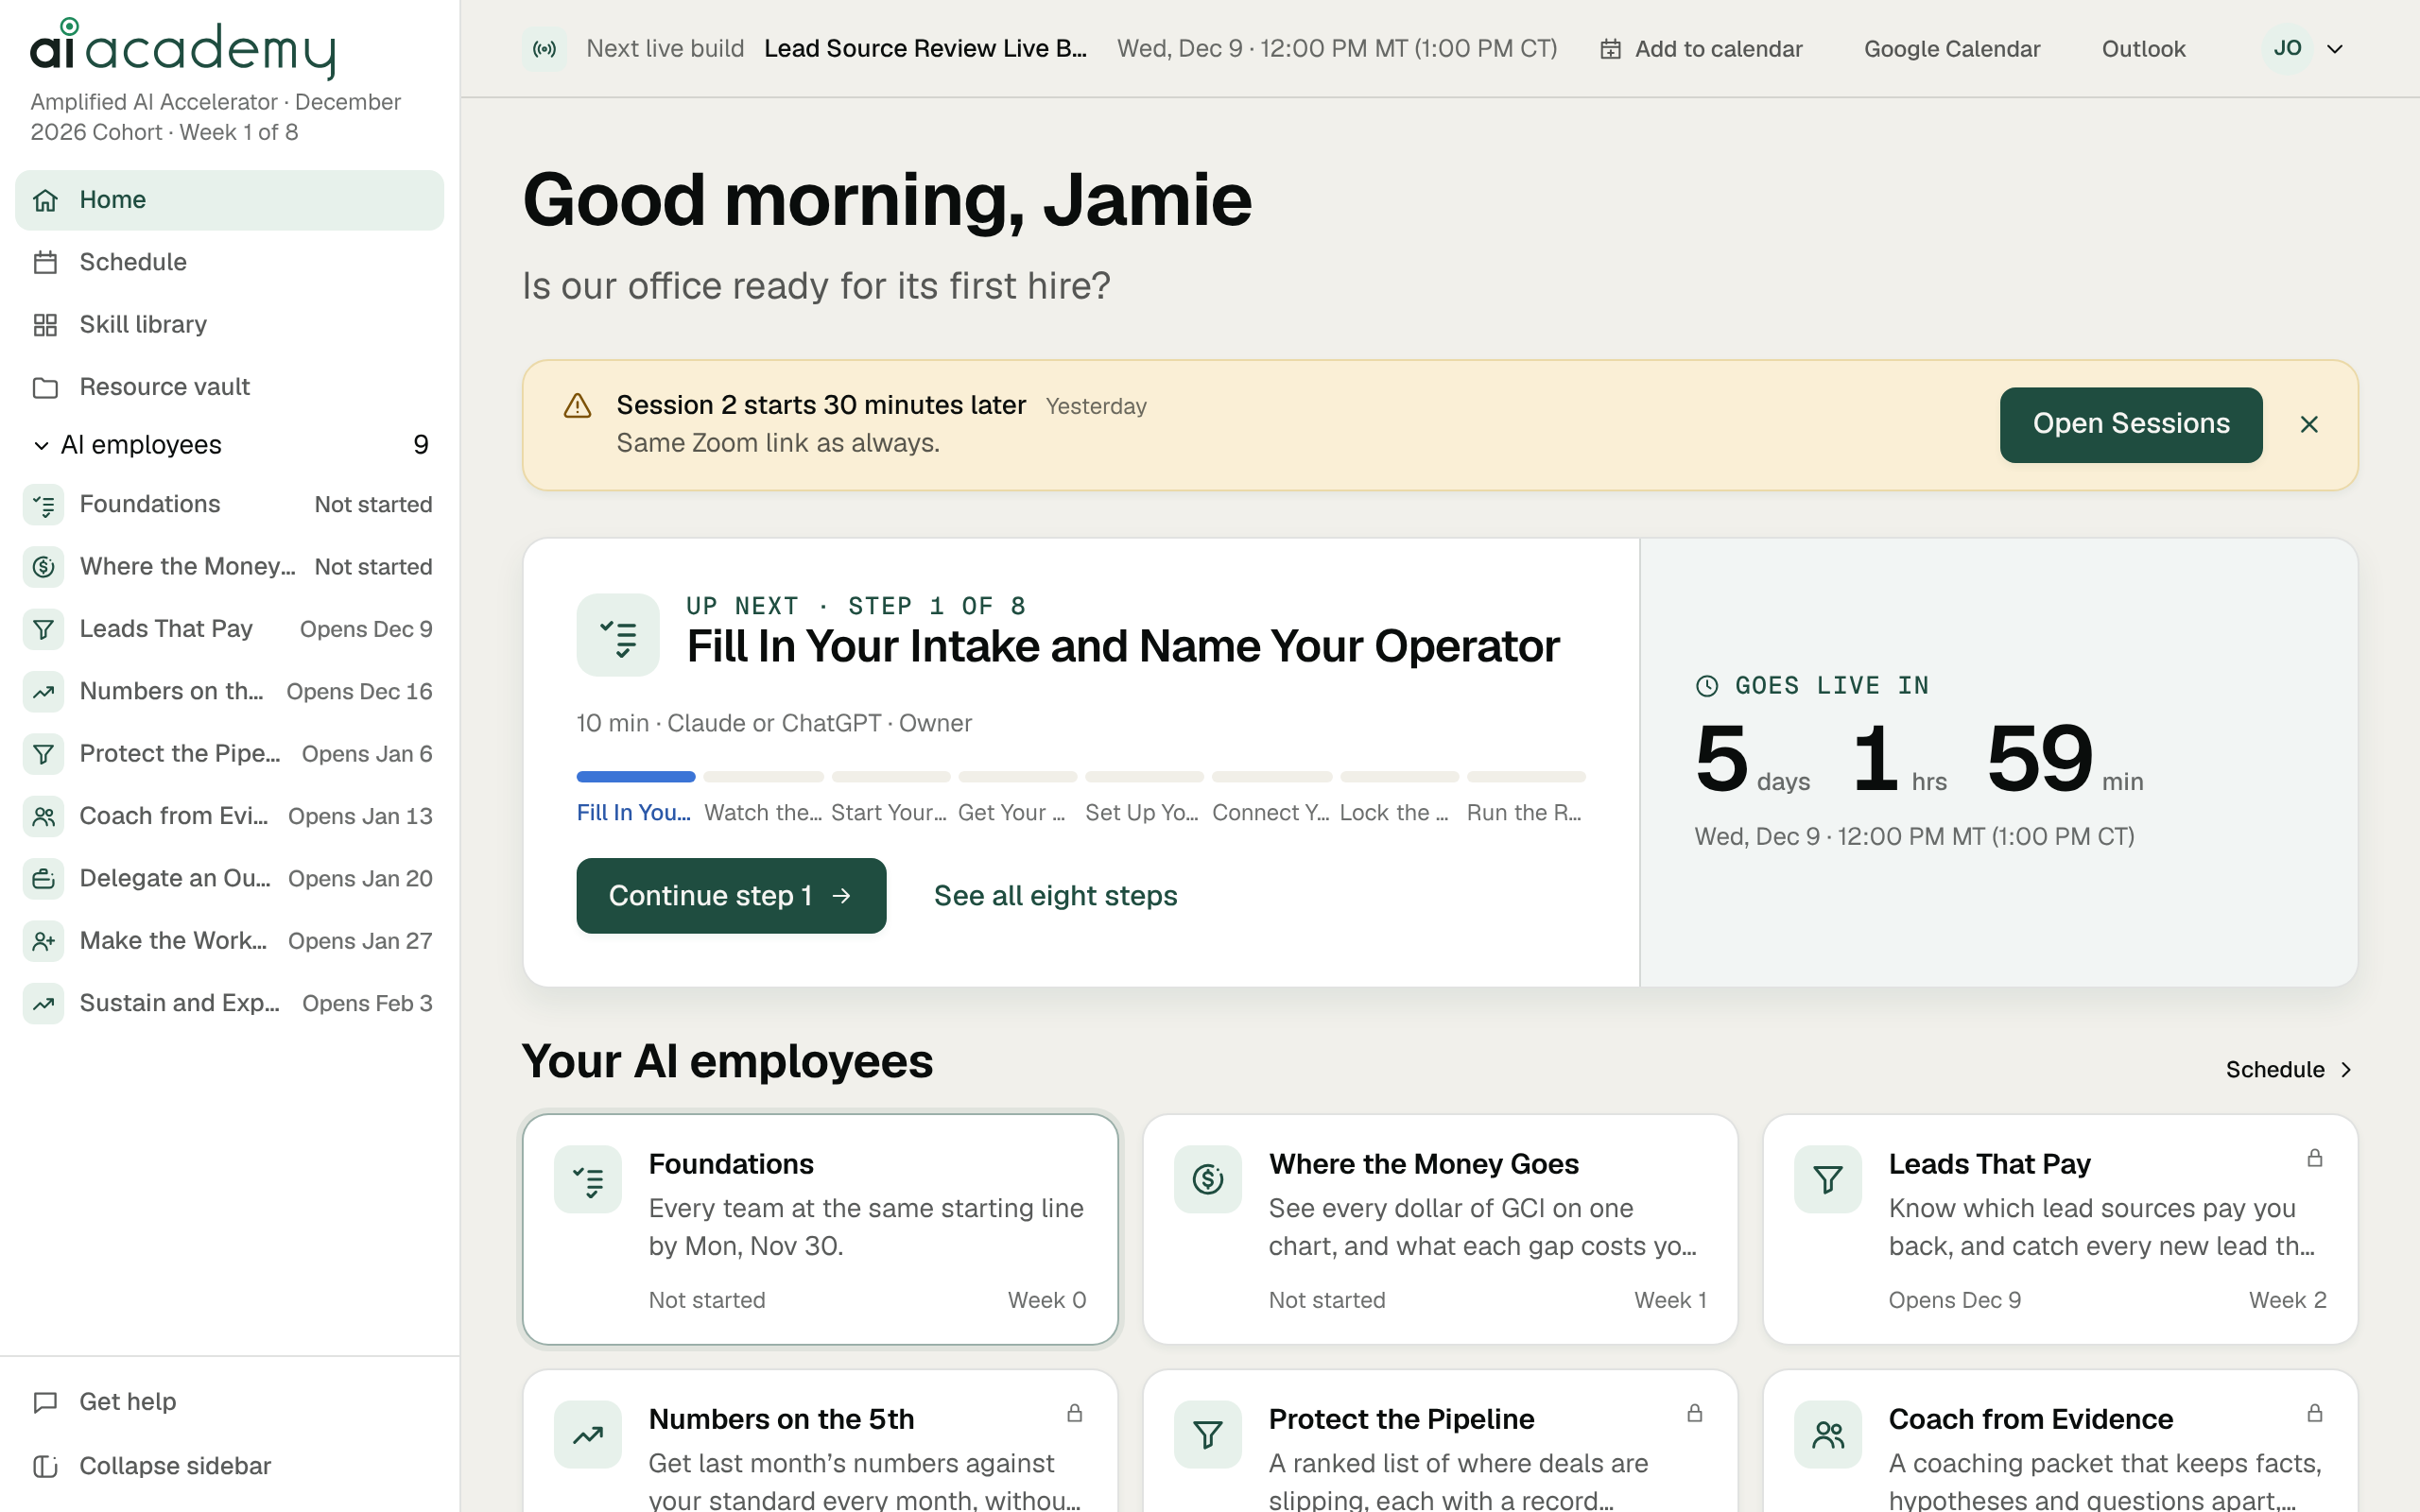 ai academy
Amplified AI Accelerator · December
2026 Cohort · Week 1 of 8
Home
Schedule
Skill library
Resource vault
AI employees 9
Foundations Not started
Where the Money... Not started
Leads That Pay Opens Dec 9
Numbers on th... Opens Dec 16
Protect the Pipe... Opens Jan 6
Coach from Evi... Opens Jan 13
Delegate an Ou... Opens Jan 20
Make the Work... Opens Jan 27
Sustain and Exp... Opens Feb 3
Get help
Collapse sidebar
Next live build Lead Source Review Live B... Wed, Dec 9 · 12:00 PM MT (1:00 PM CT) Add to calendar Google Calendar Outlook JO
Good morning, Jamie
Is our office ready for its first hire?
Session 2 starts 30 minutes later Yesterday
Same Zoom link as always.
Open Sessions
UP NEXT · STEP 1 OF 8
Fill In Your Intake and Name Your Operator
10 min · Claude or ChatGPT · Owner
Fill In You... Watch the... Start Your... Get Your ... Set Up Yo... Connect Y... Lock the ... Run the R...
Continue step 1 → See all eight steps
GOES LIVE IN
5 days 1 hrs 59 min
Wed, Dec 9 · 12:00 PM MT (1:00 PM CT)
Your AI employees
Schedule
Foundations
Every team at the same starting line
by Mon, Nov 30.
Not started Week 0
Where the Money Goes
See every dollar of GCI on one
chart, and what each gap costs yo...
Not started Week 1
Leads That Pay
Know which lead sources pay you
back, and catch every new lead th...
Opens Dec 9 Week 2
Numbers on the 5th
Get last month’s numbers against
your standard every month, withou...
Protect the Pipeline
A ranked list of where deals are
slipping, each with a record...
Coach from Evidence
A coaching packet that keeps facts,
hypotheses and questions apart,...